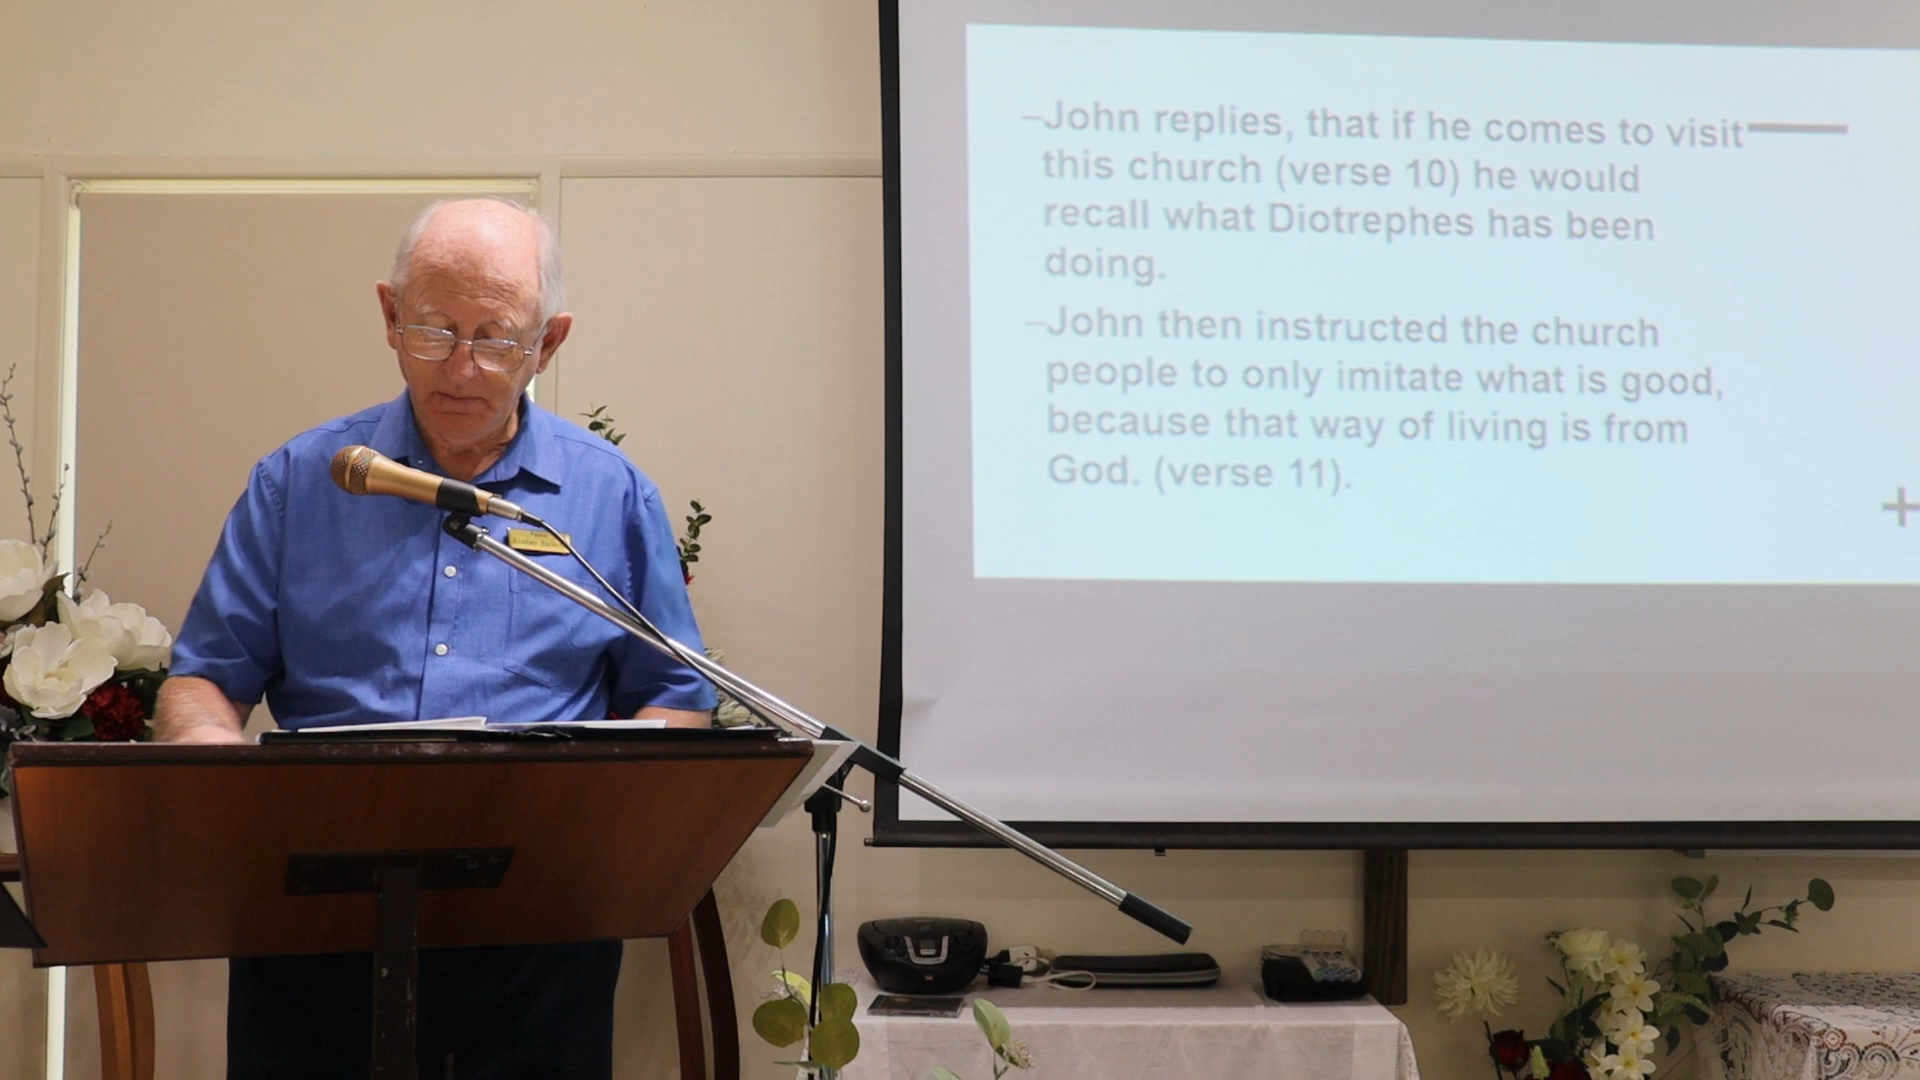 –John replies, that if he comes to visit
this church (verse 10) he would
recall what Diotrephes has been
doing.
–John then instructed the church
people to only imitate what is good,
because that way of living is from
God. (verse 11).